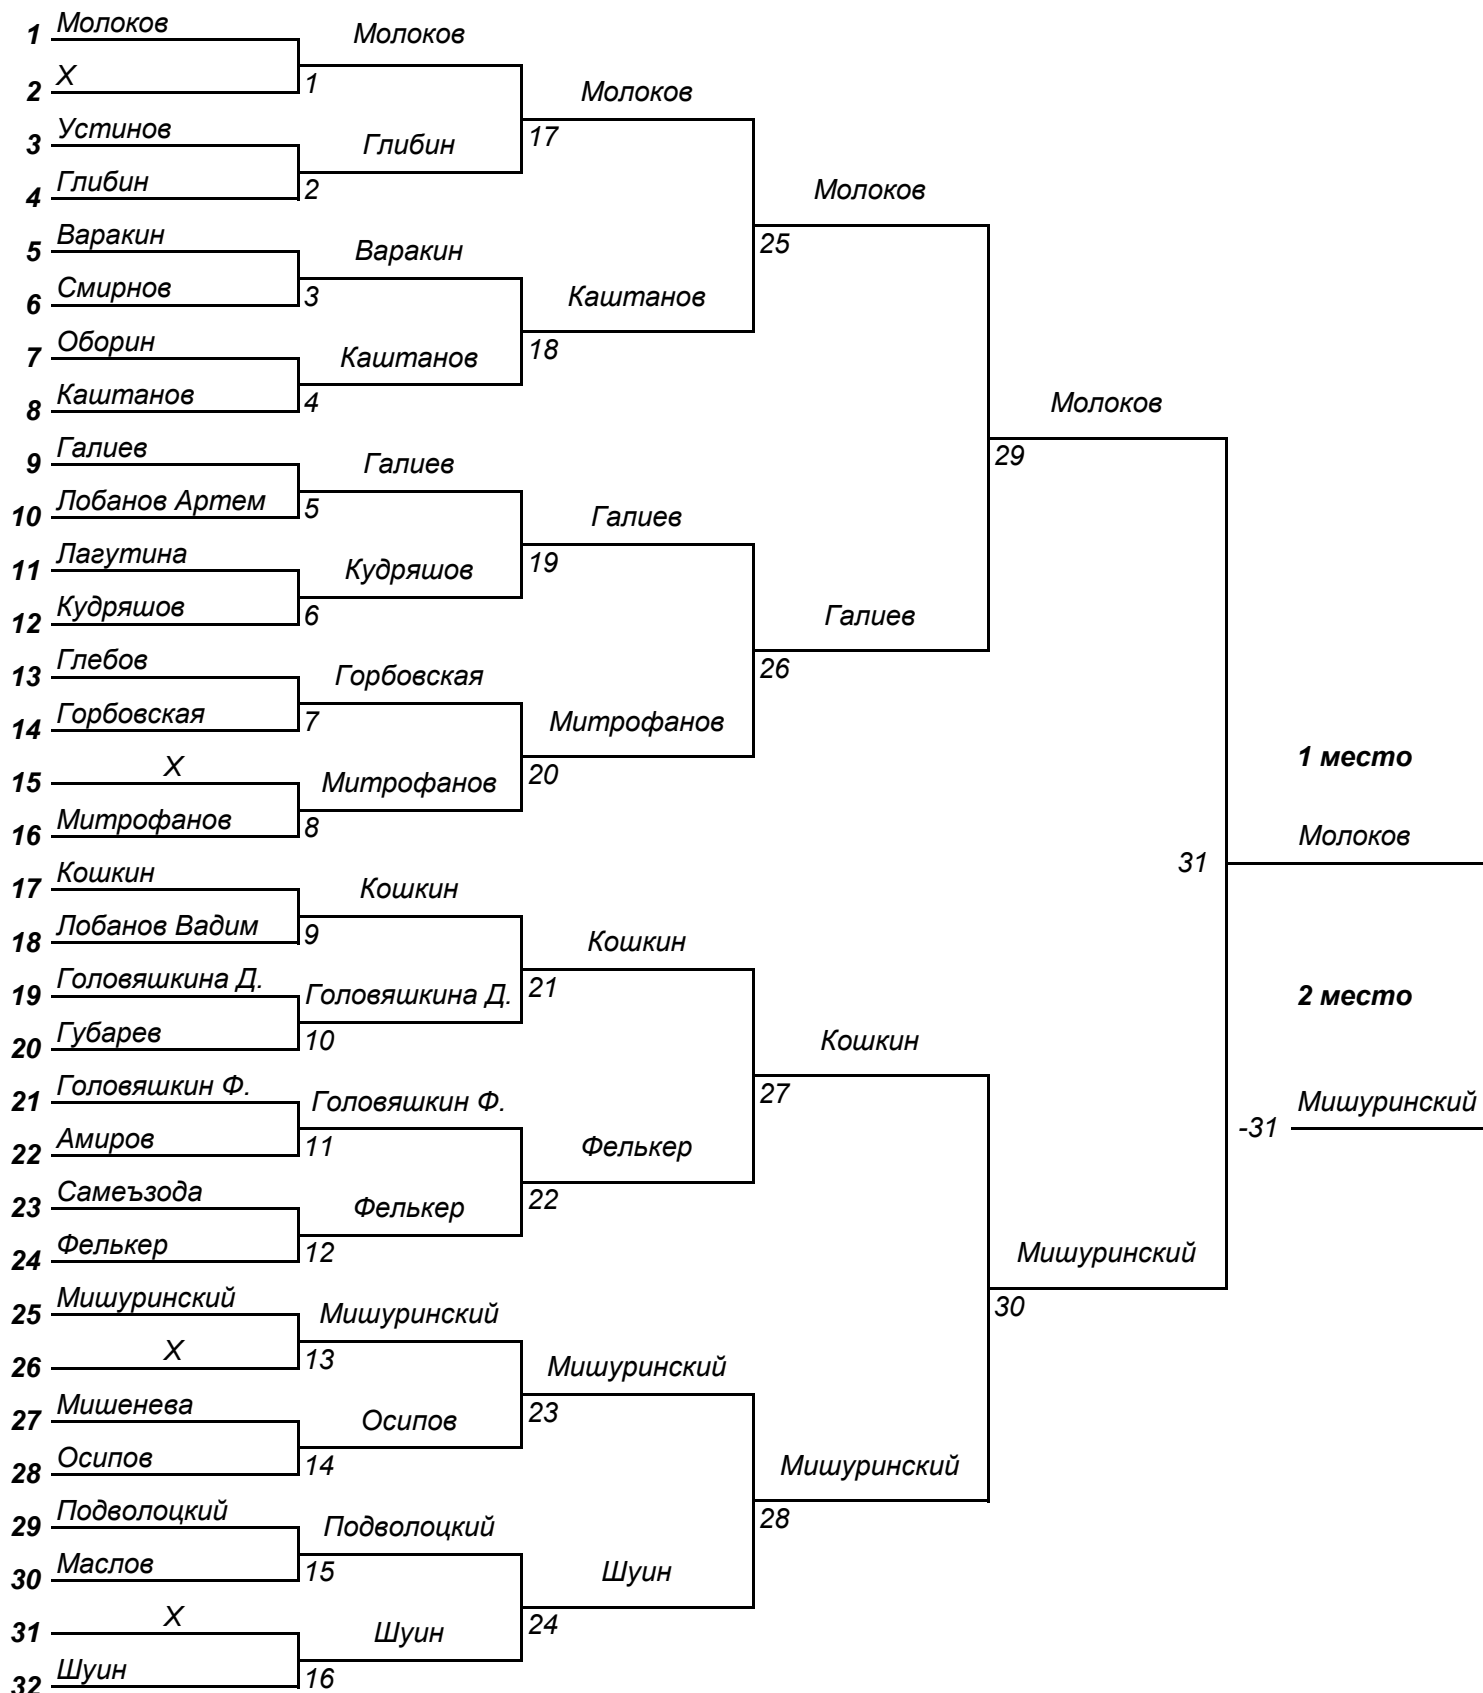 1 Молоков
2 X
3 Устинов
4 Глибин
5 Варакин
6 Смирнов
7 Оборин
8 Каштанов
9 Галиев
10 Лобанов Артем
11 Лагутина
12 Кудряшов
13 Глебов
14 Горбовская
15 X
16 Митрофанов
17 Кошкин
18 Лобанов Вадим
19 Головяшкина Д.
20 Губарев
21 Головяшкин Ф.
22 Амиров
23 Самеъзода
24 Фелькер
25 Мишуринский
26 X
27 Мишенева
28 Осипов
29 Подволоцкий
30 Маслов
31 X
32 Шуин
Молоков
1
Глибин
2
Варакин
3
Каштанов
4
Галиев
5
Кудряшов
6
Горбовская
7
Митрофанов
8
Кошкин
9
Головяшкина Д.
10
Головяшкин Ф.
11
Фелькер
12
Мишуринский
13
Осипов
14
Подволоцкий
15
Шуин
16
Молоков
17
Каштанов
18
Галиев
19
Митрофанов
20
Кошкин
21
Фелькер
22
Мишуринский
23
Шуин
24
Молоков
25
Галиев
26
Кошкин
27
Мишуринский
28
Молоков
29
Мишуринский
30
1 место
Молоков
31
2 место
Мишуринский
-31